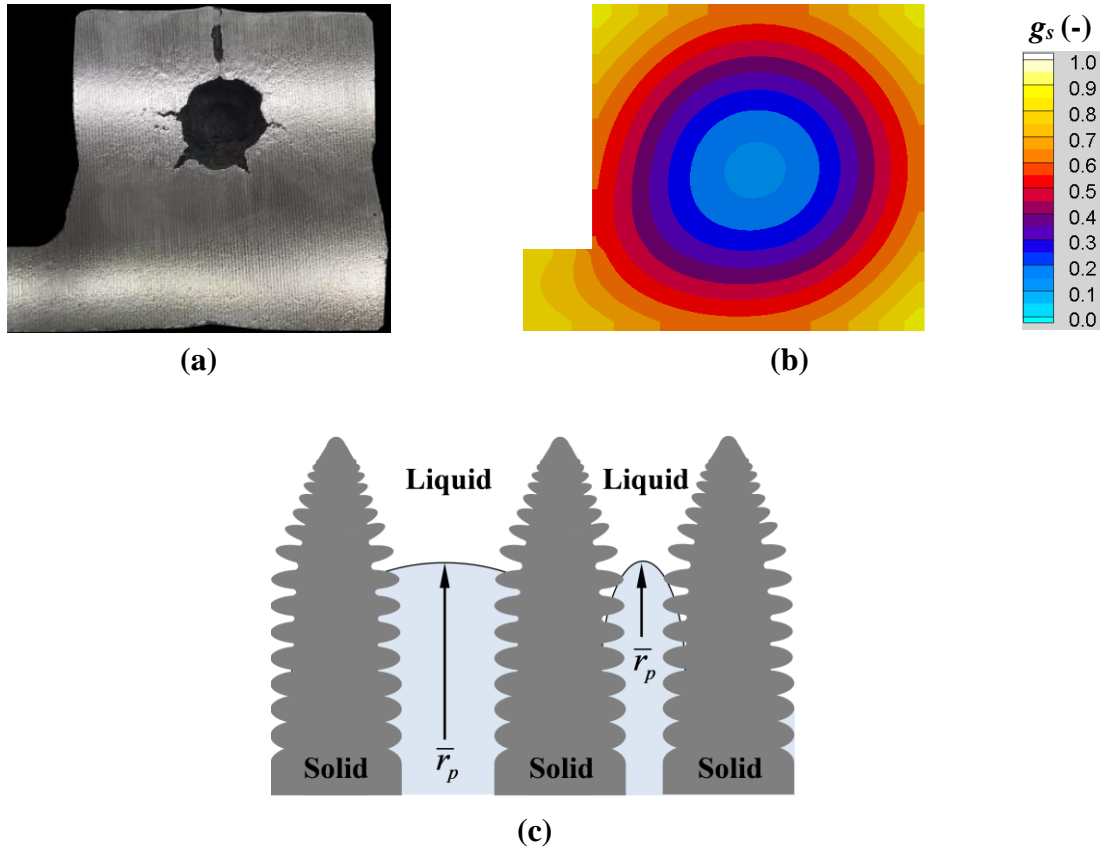 g_s (-)
1.0
0.9
0.8
0.7
0.6
0.5
0.4
0.3
0.2
0.1
0.0
(a)
(b)
Liquid
Liquid
r̅_p
r̅_p
Solid
Solid
Solid
(c)